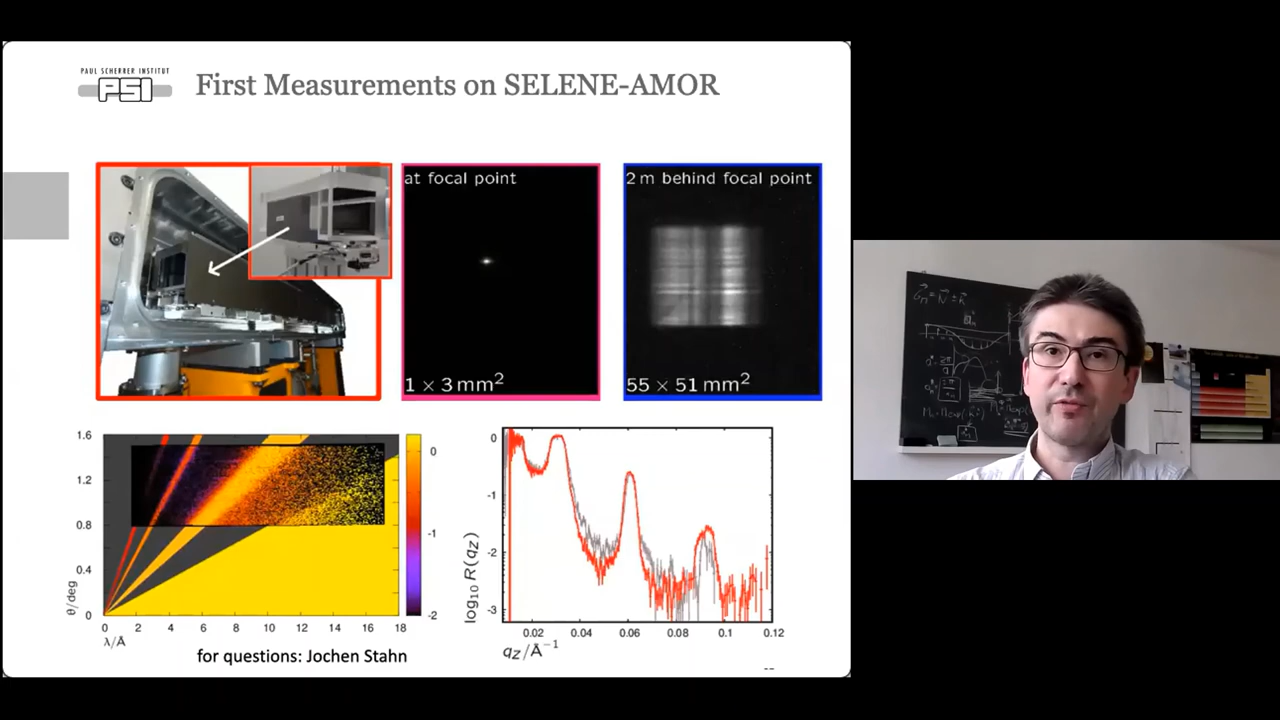 PAUL SCHERRER INSTITUT
PSI
First Measurements on SELENE-AMOR
at focal point
1 × 3 mm²
2 m behind focal point
55 × 51 mm²
1.6
1.2
0.8
0.4
0
θ/deg
0 2 4 6 8 10 12 14 16 18
λ/Å
0
-1
-2
for questions: Jochen Stahn
0
-1
-2
-3
log₁₀ R(qz)
0.02 0.04 0.06 0.08 0.1 0.12
qz/Å⁻¹